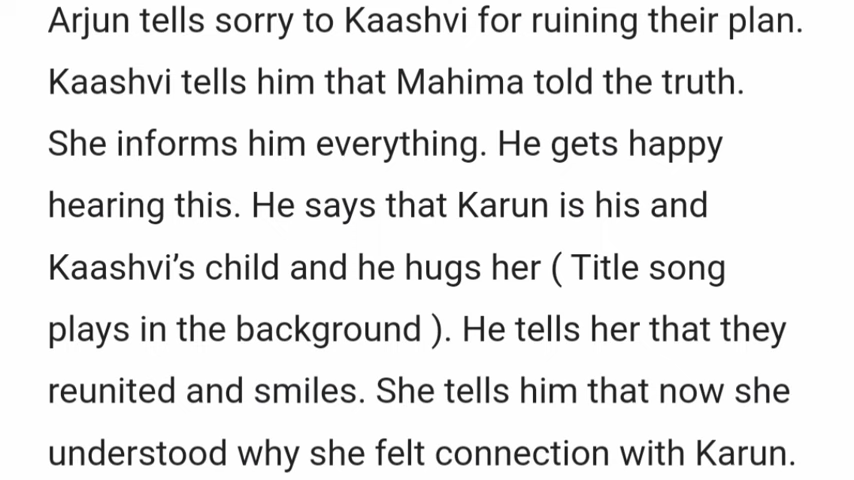 Arjun tells sorry to Kaashvi for ruining their plan.
Kaashvi tells him that Mahima told the truth.
She informs him everything. He gets happy
hearing this. He says that Karun is his and
Kaashvi’s child and he hugs her ( Title song
plays in the background ). He tells her that they
reunited and smiles. She tells him that now she
understood why she felt connection with Karun.